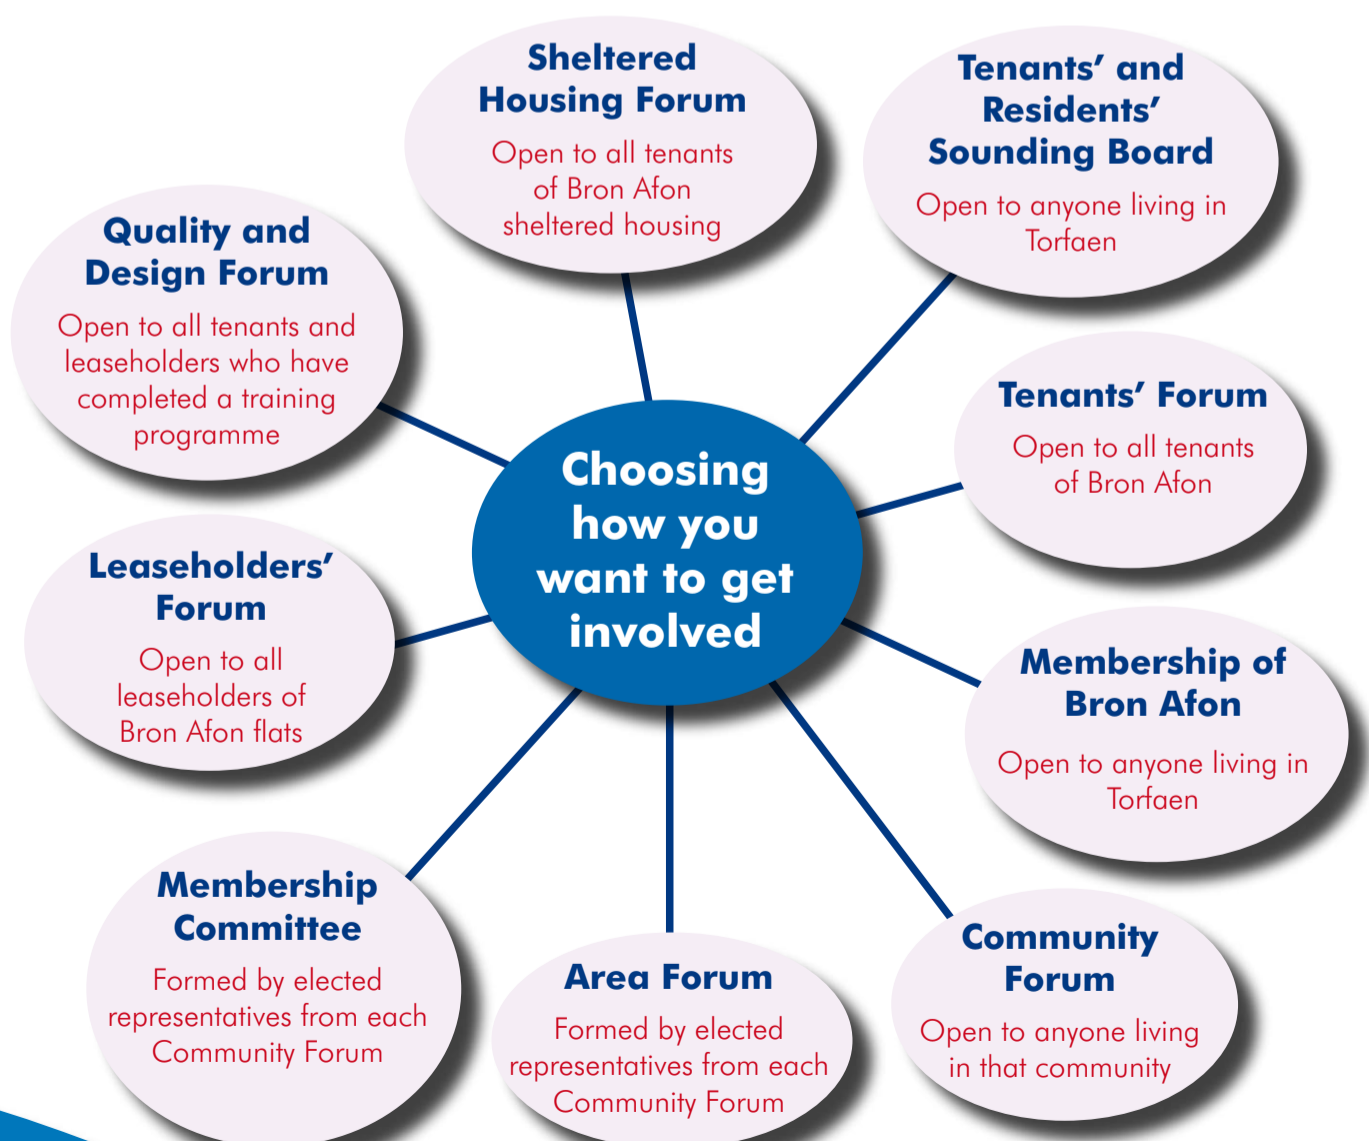 Sheltered
Housing Forum
Open to all tenants
of Bron Afon
sheltered housing
Tenants’ and
Residents’
Sounding Board
Open to anyone living in
Torfaen
Quality and
Design Forum
Open to all tenants and
leaseholders who have
completed a training
programme
Tenants’ Forum
Open to all tenants
of Bron Afon
Choosing
how you
want to get
involved
Leaseholders’
Forum
Open to all
leaseholders of
Bron Afon flats
Membership of
Bron Afon
Open to anyone living in
Torfaen
Membership
Committee
Formed by elected
representatives from each
Community Forum
Area Forum
Formed by elected
representatives from each
Community Forum
Community
Forum
Open to anyone living
in that community